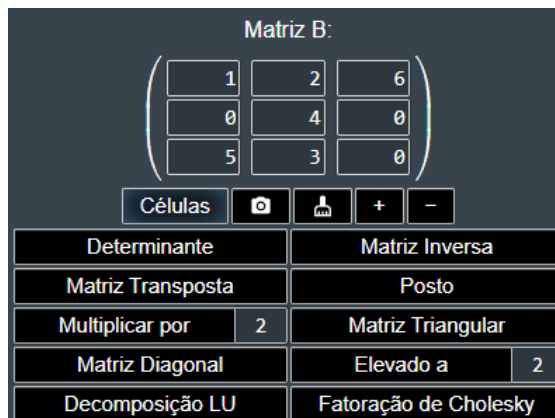 Matriz B:
1 2 6
0 4 0
5 3 0
Células + −
Determinante Matriz Inversa
Matriz Transposta Posto
Multiplicar por 2 Matriz Triangular
Matriz Diagonal Elevado a 2
Decomposição LU Fatoração de Cholesky